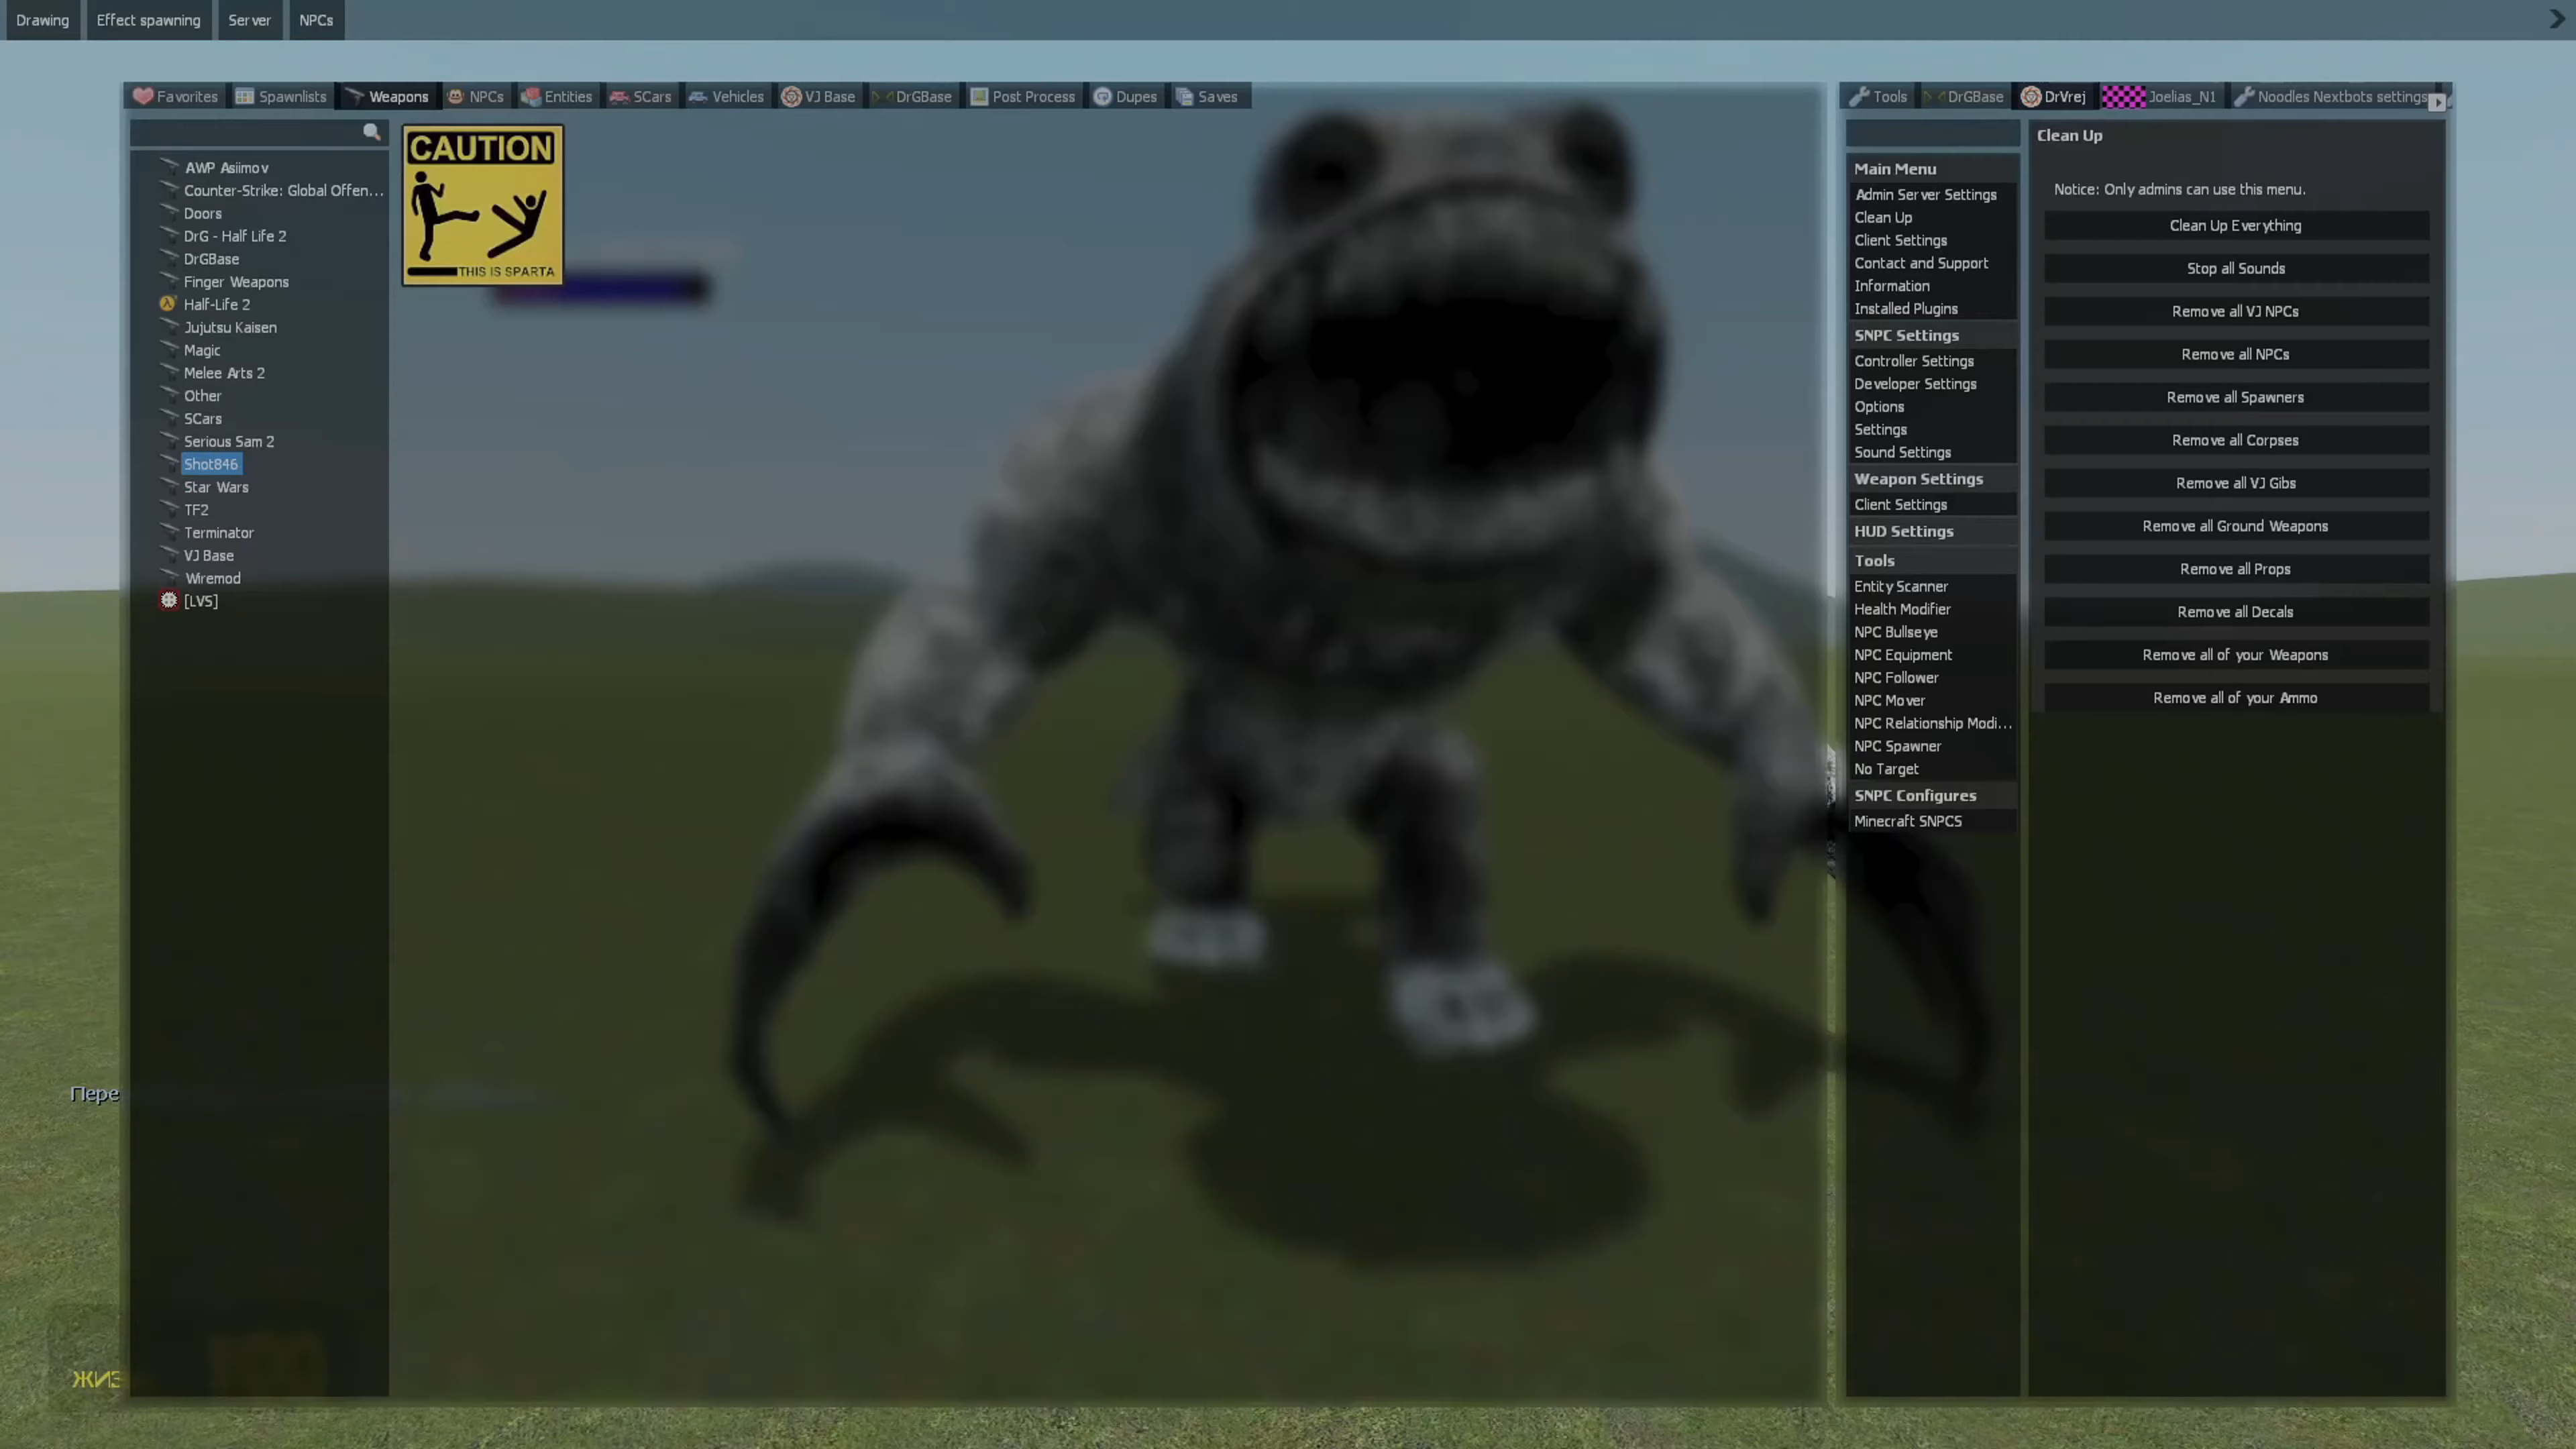 Drawing
Effect spawning
Server
NPCs
Favorites
Spawnlists
Weapons
NPCs
Entities
SCars
Vehicles
VJ Base
DrGBase
Post Process
Dupes
Saves
AWP Asiimov
Counter-Strike: Global Offen...
Doors
DrG - Half Life 2
DrGBase
Finger Weapons
Half-Life 2
Jujutsu Kaisen
Magic
Melee Arts 2
Other
SCars
Serious Sam 2
Shot846
Star Wars
TF2
Terminator
VJ Base
Wiremod
[LVS]
CAUTION
THIS IS SPARTA
Пере
ЖИЗ
Tools
DrGBase
DrVrej
Joelias_N1
Noodles Nextbots settings
Main Menu
Admin Server Settings
Clean Up
Client Settings
Contact and Support
Information
Installed Plugins
SNPC Settings
Controller Settings
Developer Settings
Options
Settings
Sound Settings
Weapon Settings
Client Settings
HUD Settings
Tools
Entity Scanner
Health Modifier
NPC Bullseye
NPC Equipment
NPC Follower
NPC Mover
NPC Relationship Modi...
NPC Spawner
No Target
SNPC Configures
Minecraft SNPCS
Clean Up
Notice: Only admins can use this menu.
Clean Up Everything
Stop all Sounds
Remove all VJ NPCs
Remove all NPCs
Remove all Spawners
Remove all Corpses
Remove all VJ Gibs
Remove all Ground Weapons
Remove all Props
Remove all Decals
Remove all of your Weapons
Remove all of your Ammo